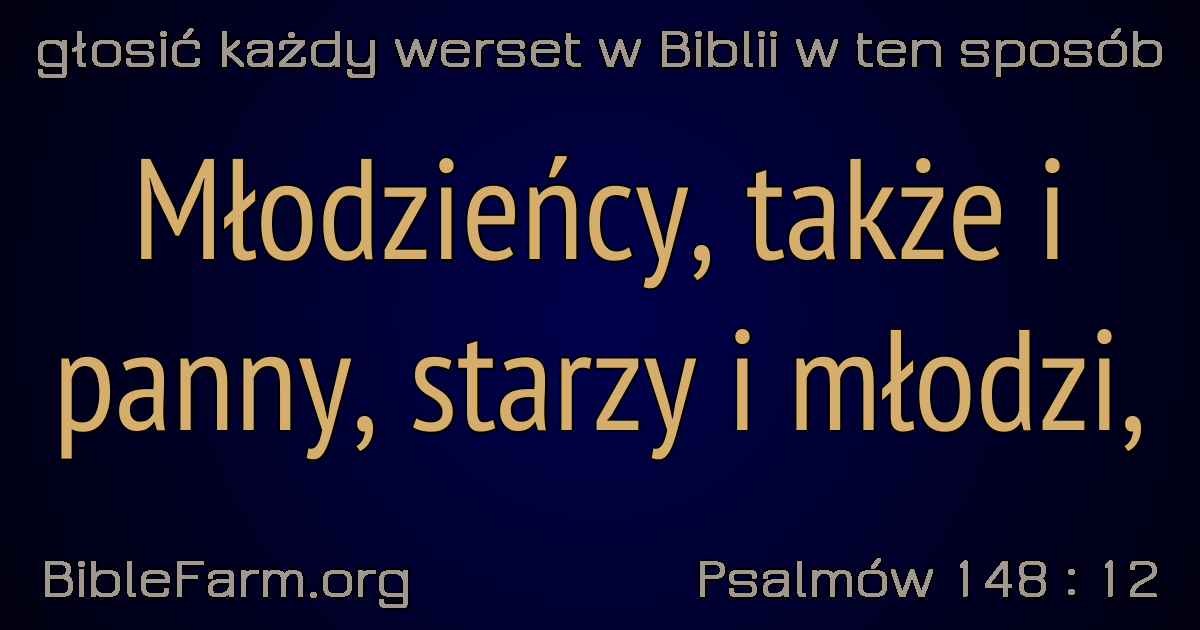 głosić każdy werset w Biblii w ten sposób
Młodzieńcy, także i
panny, starzy i młodzi,
BibleFarm.org
Psalmów 148 : 12